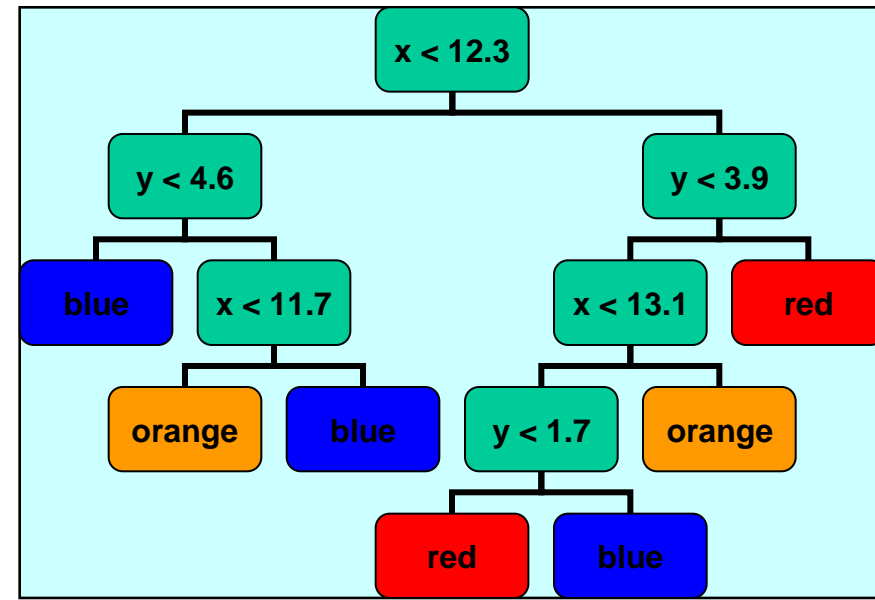 x < 12.3
y < 4.6
y < 3.9
blue
x < 11.7
x < 13.1
red
orange
blue
y < 1.7
orange
red
blue